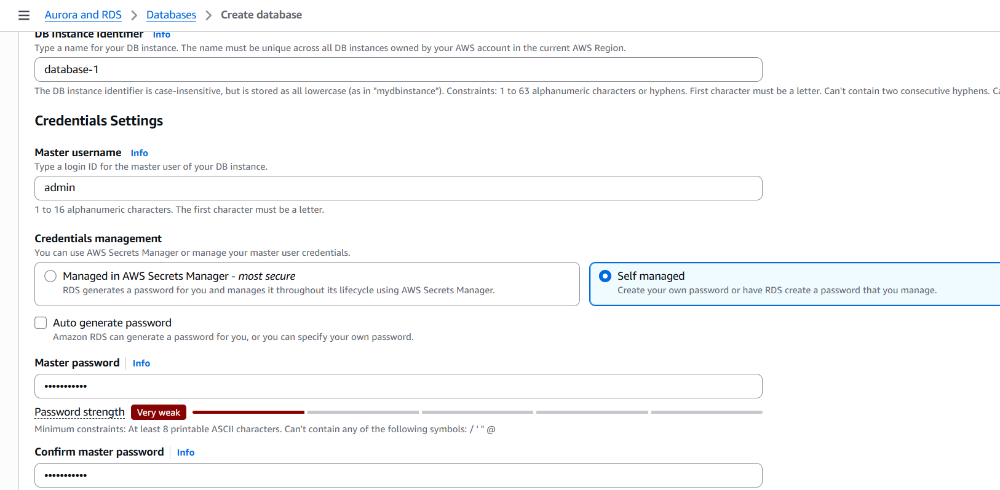 Aurora and RDS > Databases > Create database
DB instance identifier Info
Type a name for your DB instance. The name must be unique across all DB instances owned by your AWS account in the current AWS Region.
database-1
The DB instance identifier is case-insensitive, but is stored as all lowercase (as in "mydbinstance"). Constraints: 1 to 63 alphanumeric characters or hyphens. First character must be a letter. Can't contain two consecutive hyphens.
Credentials Settings
Master username Info
Type a login ID for the master user of your DB instance.
admin
1 to 16 alphanumeric characters. The first character must be a letter.
Credentials management
You can use AWS Secrets Manager or manage your master user credentials.
Managed in AWS Secrets Manager - most secure
RDS generates a password for you and manages it throughout its lifecycle using AWS Secrets Manager.
Self managed
Create your own password or have RDS create a password that you manage.
Auto generate password
Amazon RDS can generate a password for you, or you can specify your own password.
Master password Info
•••••••••••
Password strength Very weak
Minimum constraints: At least 8 printable ASCII characters. Can't contain any of the following symbols: / ' " @
Confirm master password Info
•••••••••••